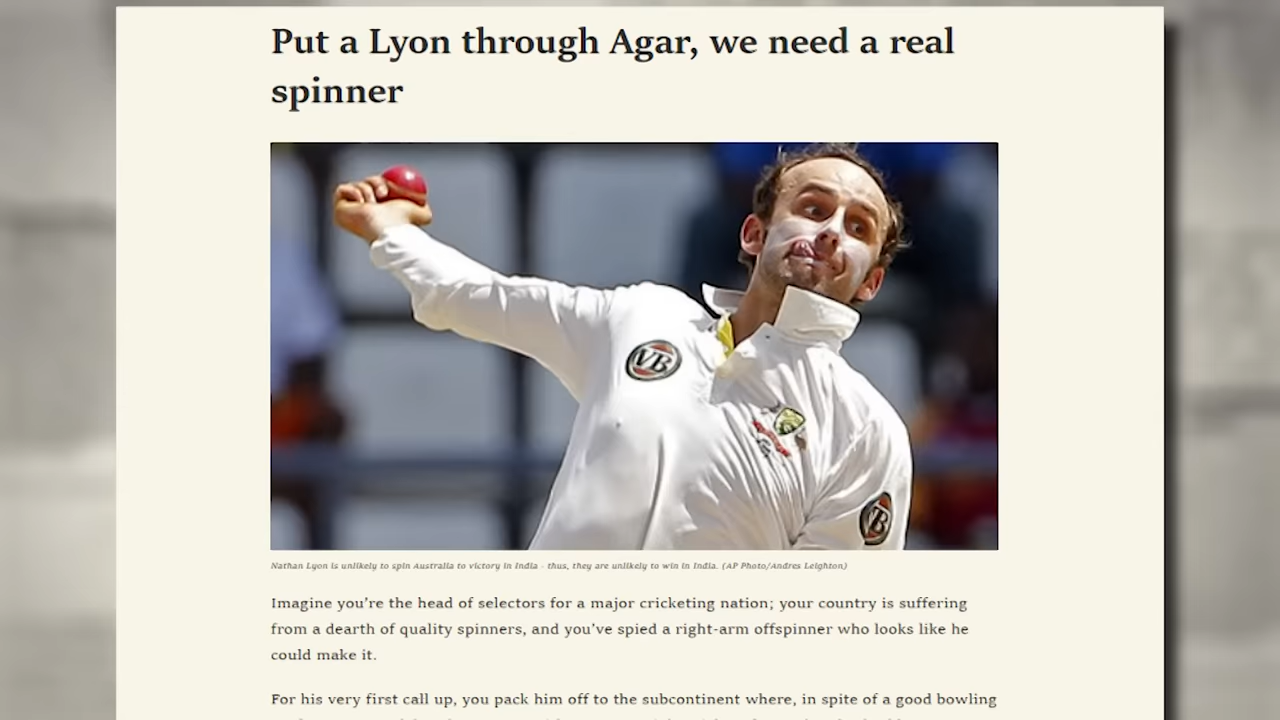 Put a Lyon through Agar, we need a real
spinner
VB
VB
Nathan Lyon is unlikely to spin Australia to victory in India - thus, they are unlikely to win in India. (AP Photo/Andres Leighton)
Imagine you're the head of selectors for a major cricketing nation; your country is suffering
from a dearth of quality spinners, and you've spied a right-arm offspinner who looks like he
could make it.
For his very first call up, you pack him off to the subcontinent where, in spite of a good bowling